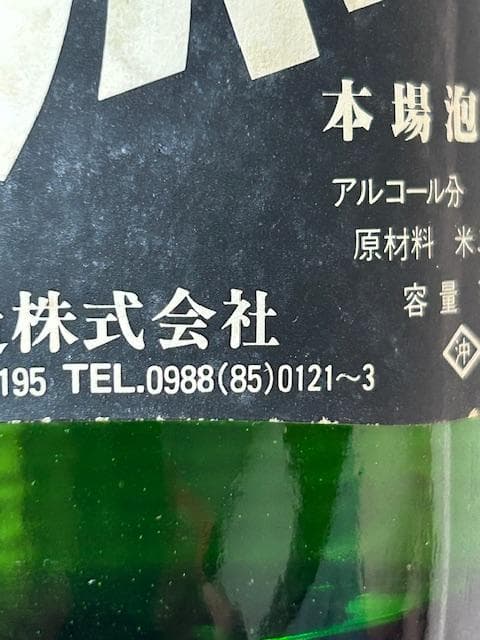 本場泡
アルコール分
原材料 米
容量
株式会社
195 TEL.0988(85)0121〜3
沖